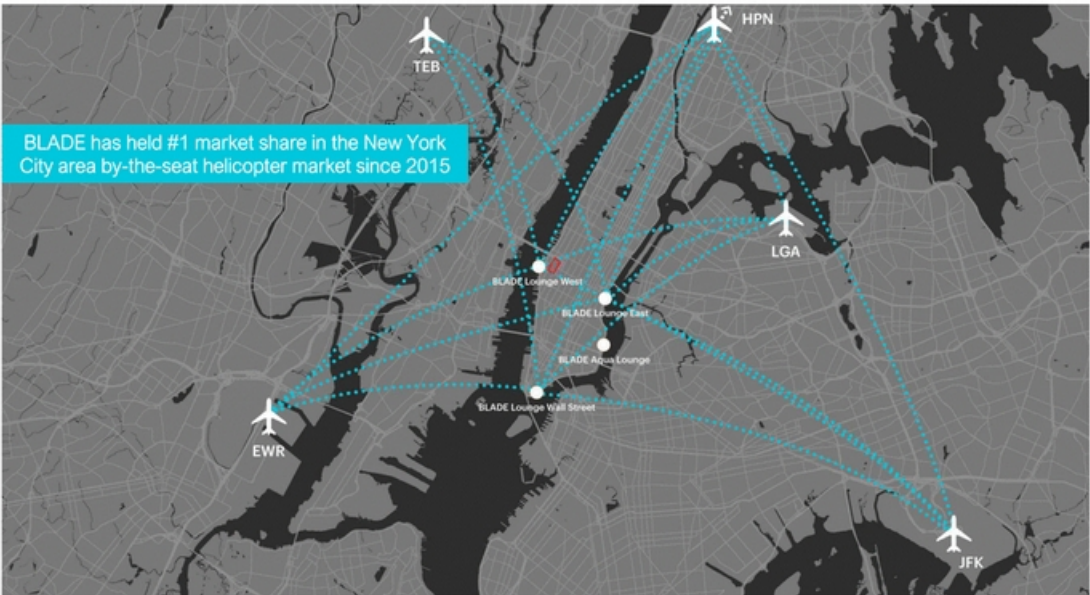 HPN
TEB
BLADE has held #1 market share in the New York
City area by-the-seat helicopter market since 2015
LGA
BLADE Lounge West
BLADE Lounge East
BLADE Aqua Lounge
BLADE Lounge Wall Street
EWR
JFK